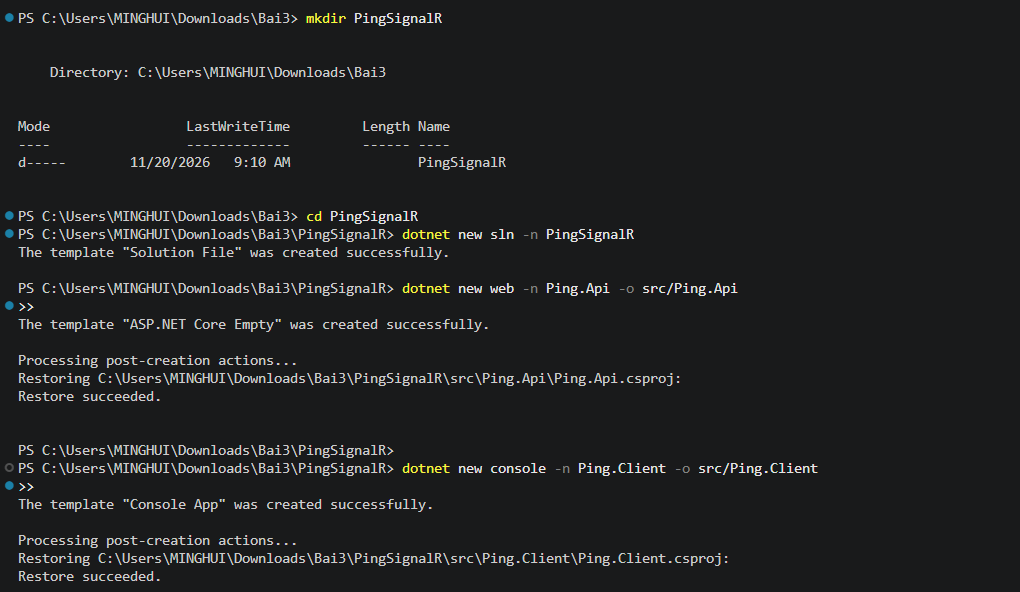 PS C:\Users\MINGHUI\Downloads\Bai3> mkdir PingSignalR
Directory: C:\Users\MINGHUI\Downloads\Bai3
Mode                 LastWriteTime         Length Name
----                 -------------         ------ ----
d-----        11/20/2026   9:10 AM                PingSignalR
PS C:\Users\MINGHUI\Downloads\Bai3> cd PingSignalR
PS C:\Users\MINGHUI\Downloads\Bai3\PingSignalR> dotnet new sln -n PingSignalR
The template "Solution File" was created successfully.
PS C:\Users\MINGHUI\Downloads\Bai3\PingSignalR> dotnet new web -n Ping.Api -o src/Ping.Api
>>
The template "ASP.NET Core Empty" was created successfully.
Processing post-creation actions...
Restoring C:\Users\MINGHUI\Downloads\Bai3\PingSignalR\src\Ping.Api\Ping.Api.csproj:
Restore succeeded.
PS C:\Users\MINGHUI\Downloads\Bai3\PingSignalR>
PS C:\Users\MINGHUI\Downloads\Bai3\PingSignalR> dotnet new console -n Ping.Client -o src/Ping.Client
>>
The template "Console App" was created successfully.
Processing post-creation actions...
Restoring C:\Users\MINGHUI\Downloads\Bai3\PingSignalR\src\Ping.Client\Ping.Client.csproj:
Restore succeeded.